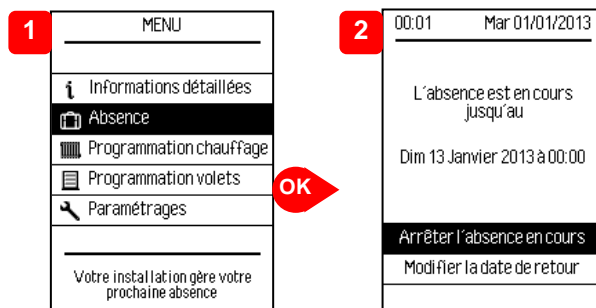 1
MENU
i Informations détaillées
Absence
Programmation chauffage
Programmation volets
Paramétrages
Votre installation gère votre
prochaine absence
OK
2
00:01 Mar 01/01/2013
L'absence est en cours
jusqu'au
Dim 13 Janvier 2013 à 00:00
Arrêter l'absence en cours
Modifier la date de retour